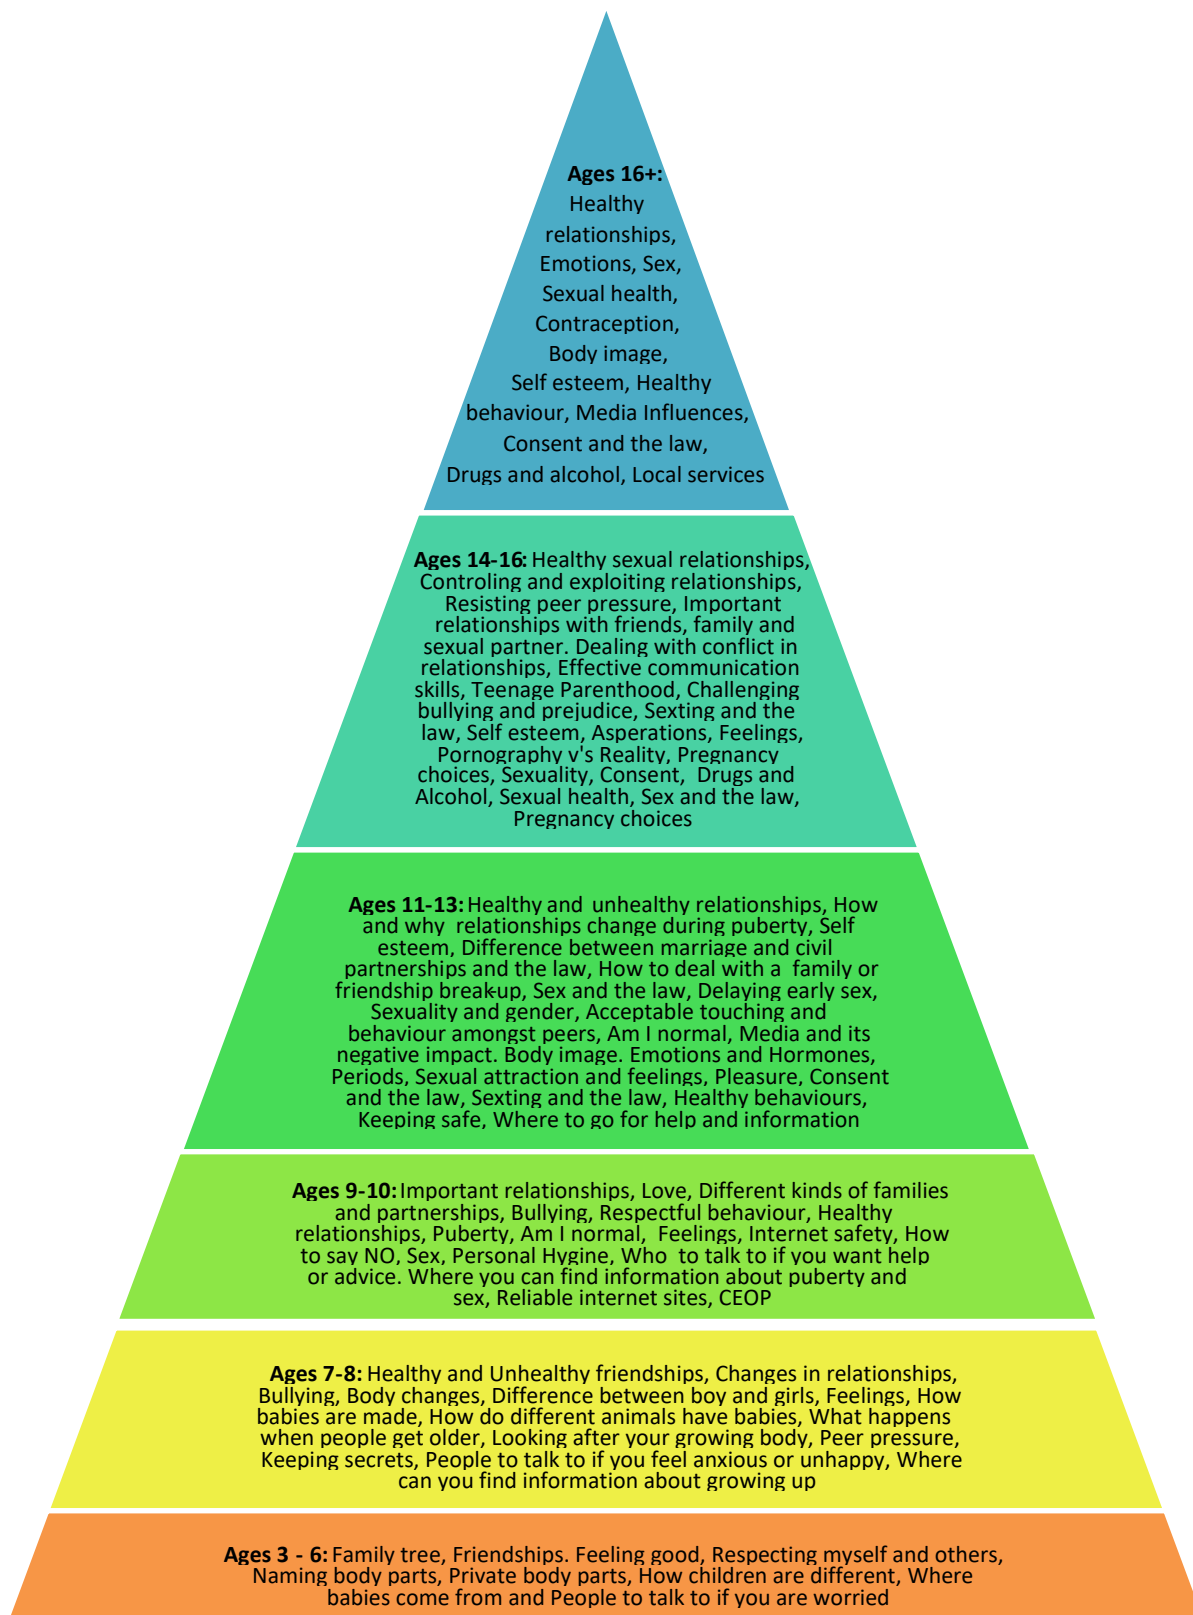 Ages 16+:
Healthy
relationships,
Emotions, Sex,
Sexual health,
Contraception,
Body image,
Self esteem, Healthy
behaviour, Media Influences,
Consent and the law,
Drugs and alcohol, Local services
Ages 14-16: Healthy sexual relationships,
Controling and exploiting relationships,
Resisting peer pressure, Important
relationships with friends, family and
sexual partner. Dealing with conflict in
relationships, Effective communication
skills, Teenage Parenthood, Challenging
bullying and prejudice, Sexting and the
law, Self esteem, Asperations, Feelings,
Pornography v's Reality, Pregnancy
choices, Sexuality, Consent, Drugs and
Alcohol, Sexual health, Sex and the law,
Pregnancy choices
Ages 11-13: Healthy and unhealthy relationships, How
and why relationships change during puberty, Self
esteem, Difference between marriage and civil
partnerships and the law, How to deal with a family or
friendship break-up, Sex and the law, Delaying early sex,
Sexuality and gender, Acceptable touching and
behaviour amongst peers, Am I normal, Media and its
negative impact. Body image. Emotions and Hormones,
Periods, Sexual attraction and feelings, Pleasure, Consent
and the law, Sexting and the law, Healthy behaviours,
Keeping safe, Where to go for help and information
Ages 9-10: Important relationships, Love, Different kinds of families
and partnerships, Bullying, Respectful behaviour, Healthy
relationships, Puberty, Am I normal, Feelings, Internet safety, How
to say NO, Sex, Personal Hygine, Who to talk to if you want help
or advice. Where you can find information about puberty and
sex, Reliable internet sites, CEOP
Ages 7-8: Healthy and Unhealthy friendships, Changes in relationships,
Bullying, Body changes, Difference between boy and girls, Feelings, How
babies are made, How do different animals have babies, What happens
when people get older, Looking after your growing body, Peer pressure,
Keeping secrets, People to talk to if you feel anxious or unhappy, Where
can you find information about growing up
Ages 3 - 6: Family tree, Friendships. Feeling good, Respecting myself and others,
Naming body parts, Private body parts, How children are different, Where
babies come from and People to talk to if you are worried